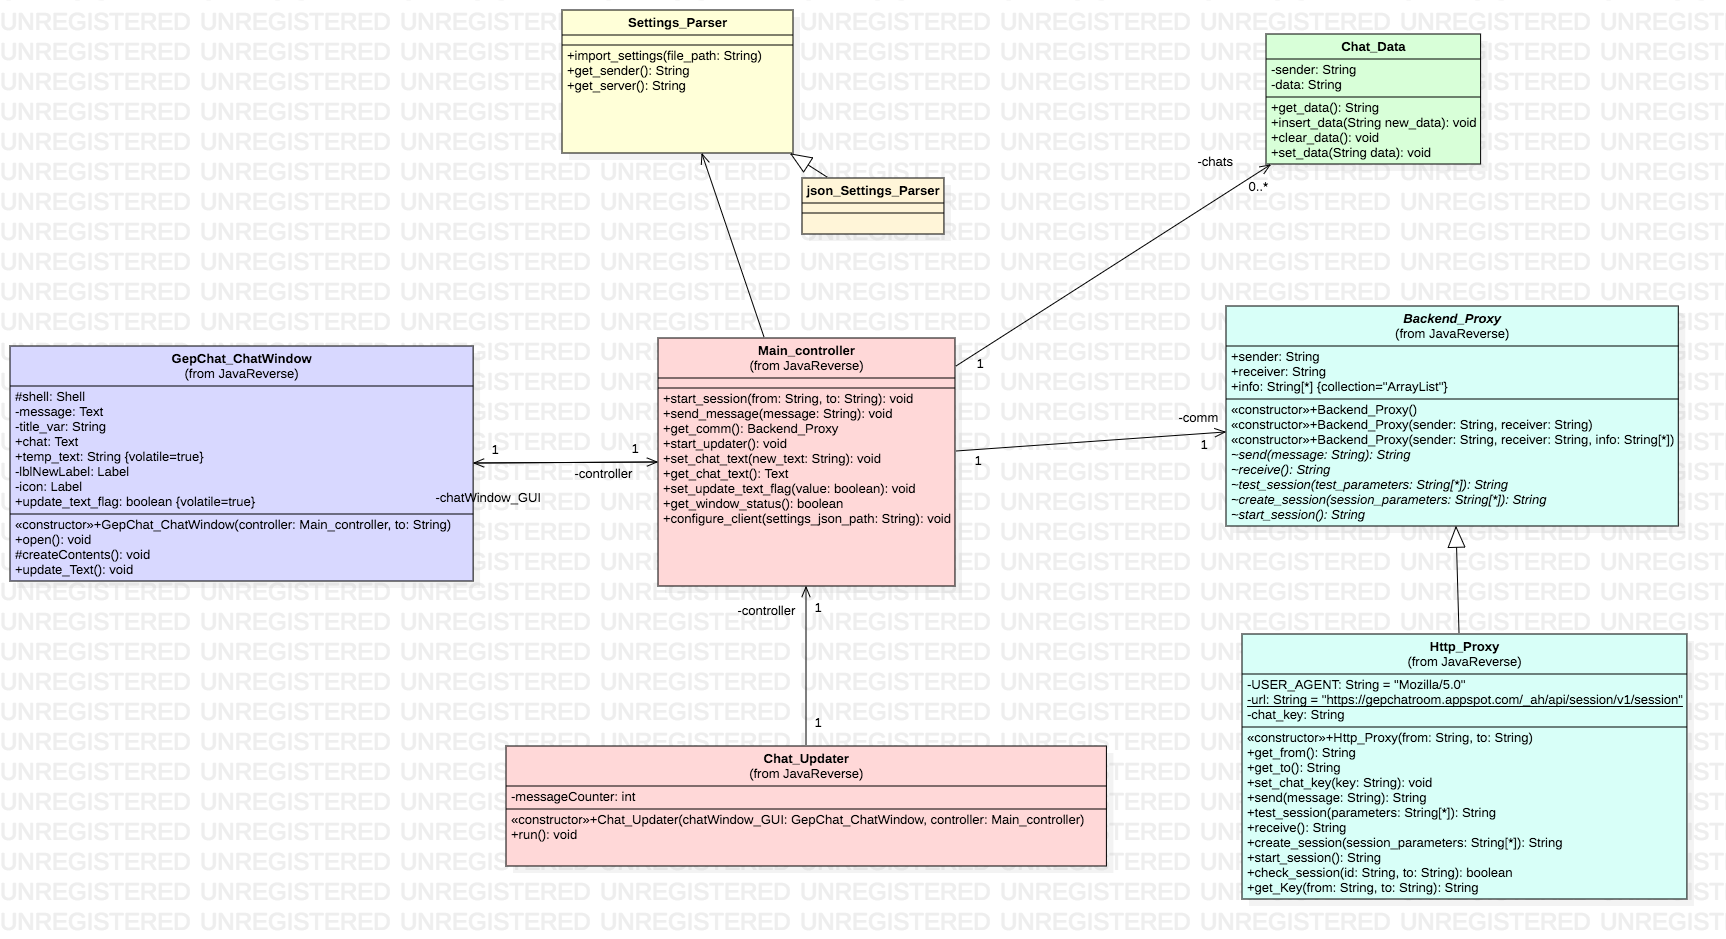 Settings_Parser
+import_settings(file_path: String)
+get_sender(): String
+get_server(): String
json_Settings_Parser
Chat_Data
-sender: String
-data: String
+get_data(): String
+insert_data(String new_data): void
+clear_data(): void
+set_data(String data): void
-chats
0..*
1
GepChat_ChatWindow
(from JavaReverse)
#shell: Shell
-message: Text
-title_var: String
+chat: Text
+temp_text: String {volatile=true}
-lblNewLabel: Label
-icon: Label
+update_text_flag: boolean {volatile=true}
«constructor»+GepChat_ChatWindow(controller: Main_controller, to: String)
+open(): void
#createContents(): void
+update_Text(): void
1
1
-controller
-chatWindow_GUI
Main_controller
(from JavaReverse)
+start_session(from: String, to: String): void
+send_message(message: String): void
+get_comm(): Backend_Proxy
+start_updater(): void
+set_chat_text(new_text: String): void
+get_chat_text(): Text
+set_update_text_flag(value: boolean): void
+get_window_status(): boolean
+configure_client(settings_json_path: String): void
-comm
1
1
Backend_Proxy
(from JavaReverse)
+sender: String
+receiver: String
+info: String[*] {collection="ArrayList"}
«constructor»+Backend_Proxy()
«constructor»+Backend_Proxy(sender: String, receiver: String)
«constructor»+Backend_Proxy(sender: String, receiver: String, info: String[*])
~send(message: String): String
~receive(): String
~test_session(test_parameters: String[*]): String
~create_session(session_parameters: String[*]): String
~start_session(): String
-controller
1
1
Chat_Updater
(from JavaReverse)
-messageCounter: int
«constructor»+Chat_Updater(chatWindow_GUI: GepChat_ChatWindow, controller: Main_controller)
+run(): void
Http_Proxy
(from JavaReverse)
-USER_AGENT: String = "Mozilla/5.0"
-url: String = "https://gepchatroom.appspot.com/_ah/api/session/v1/session"
-chat_key: String
«constructor»+Http_Proxy(from: String, to: String)
+get_from(): String
+get_to(): String
+set_chat_key(key: String): void
+send(message: String): String
+test_session(parameters: String[*]): String
+receive(): String
+create_session(session_parameters: String[*]): String
+start_session(): String
+check_session(id: String, to: String): boolean
+get_Key(from: String, to: String): String
UNREGISTERED